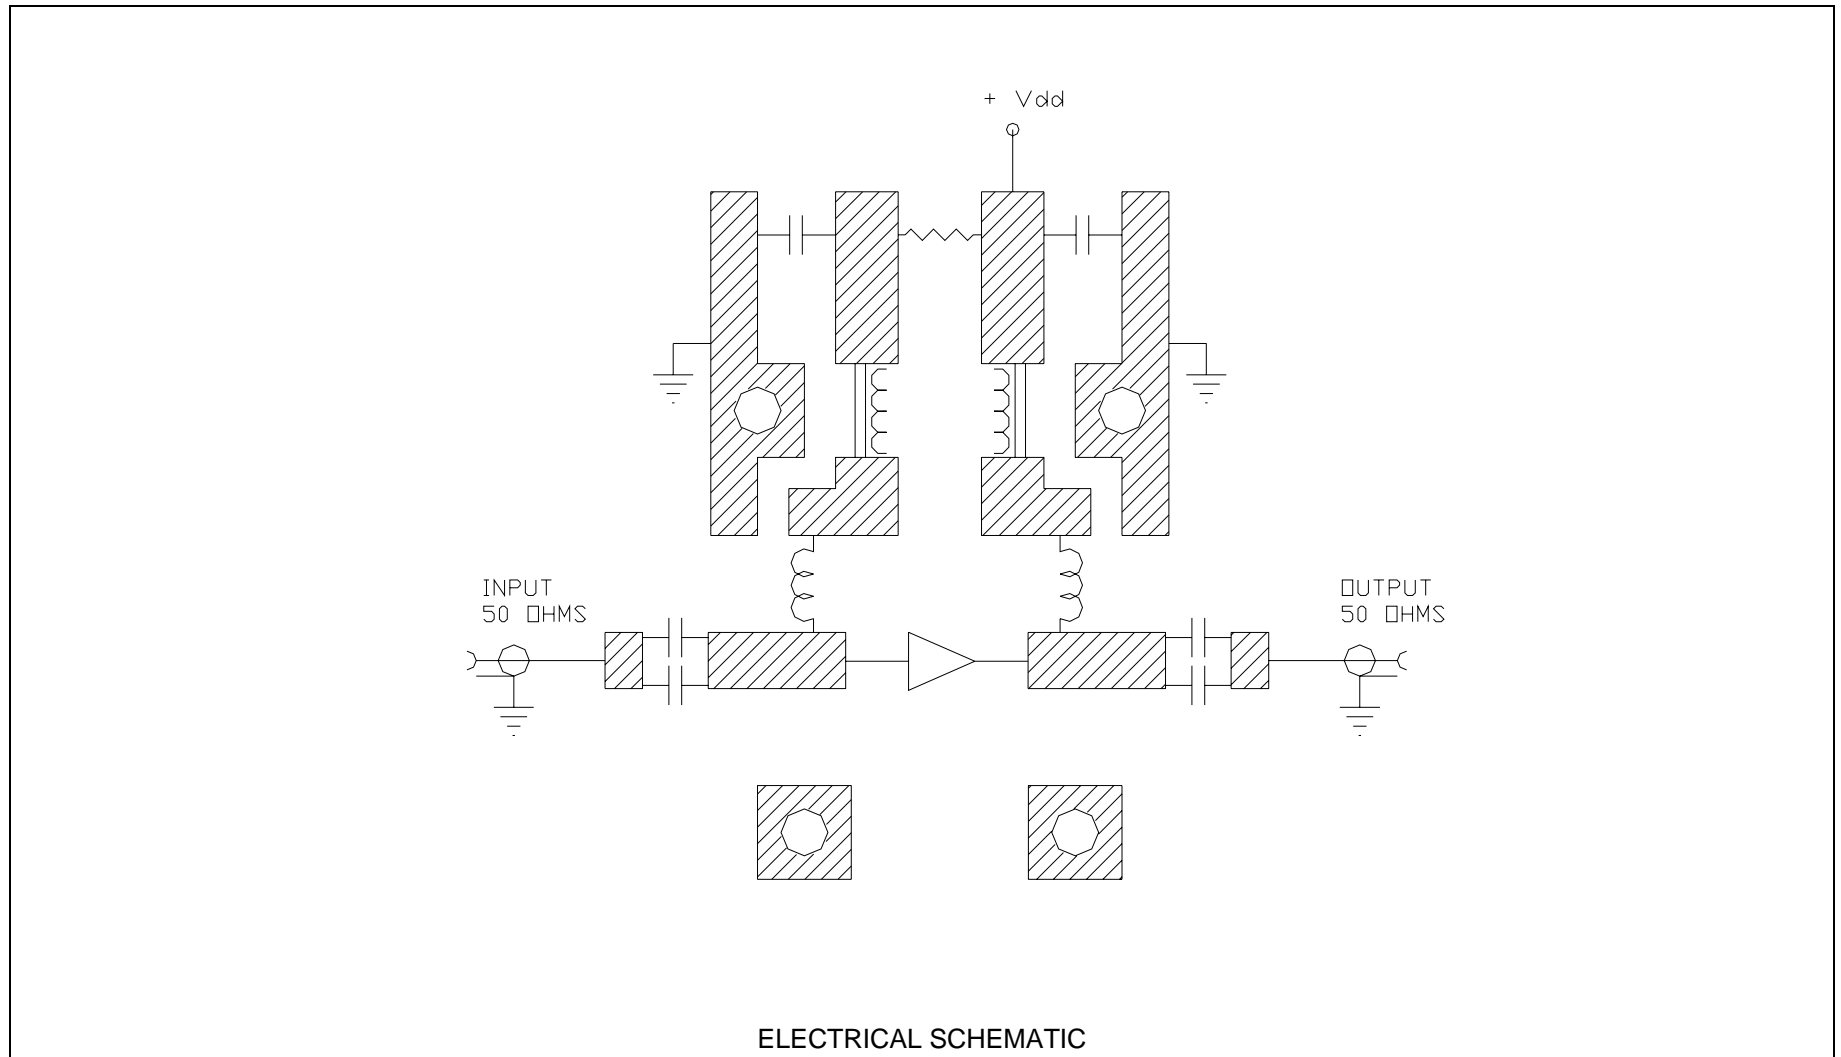 + Vdd
INPUT
50 OHMS
OUTPUT
50 OHMS
ELECTRICAL SCHEMATIC